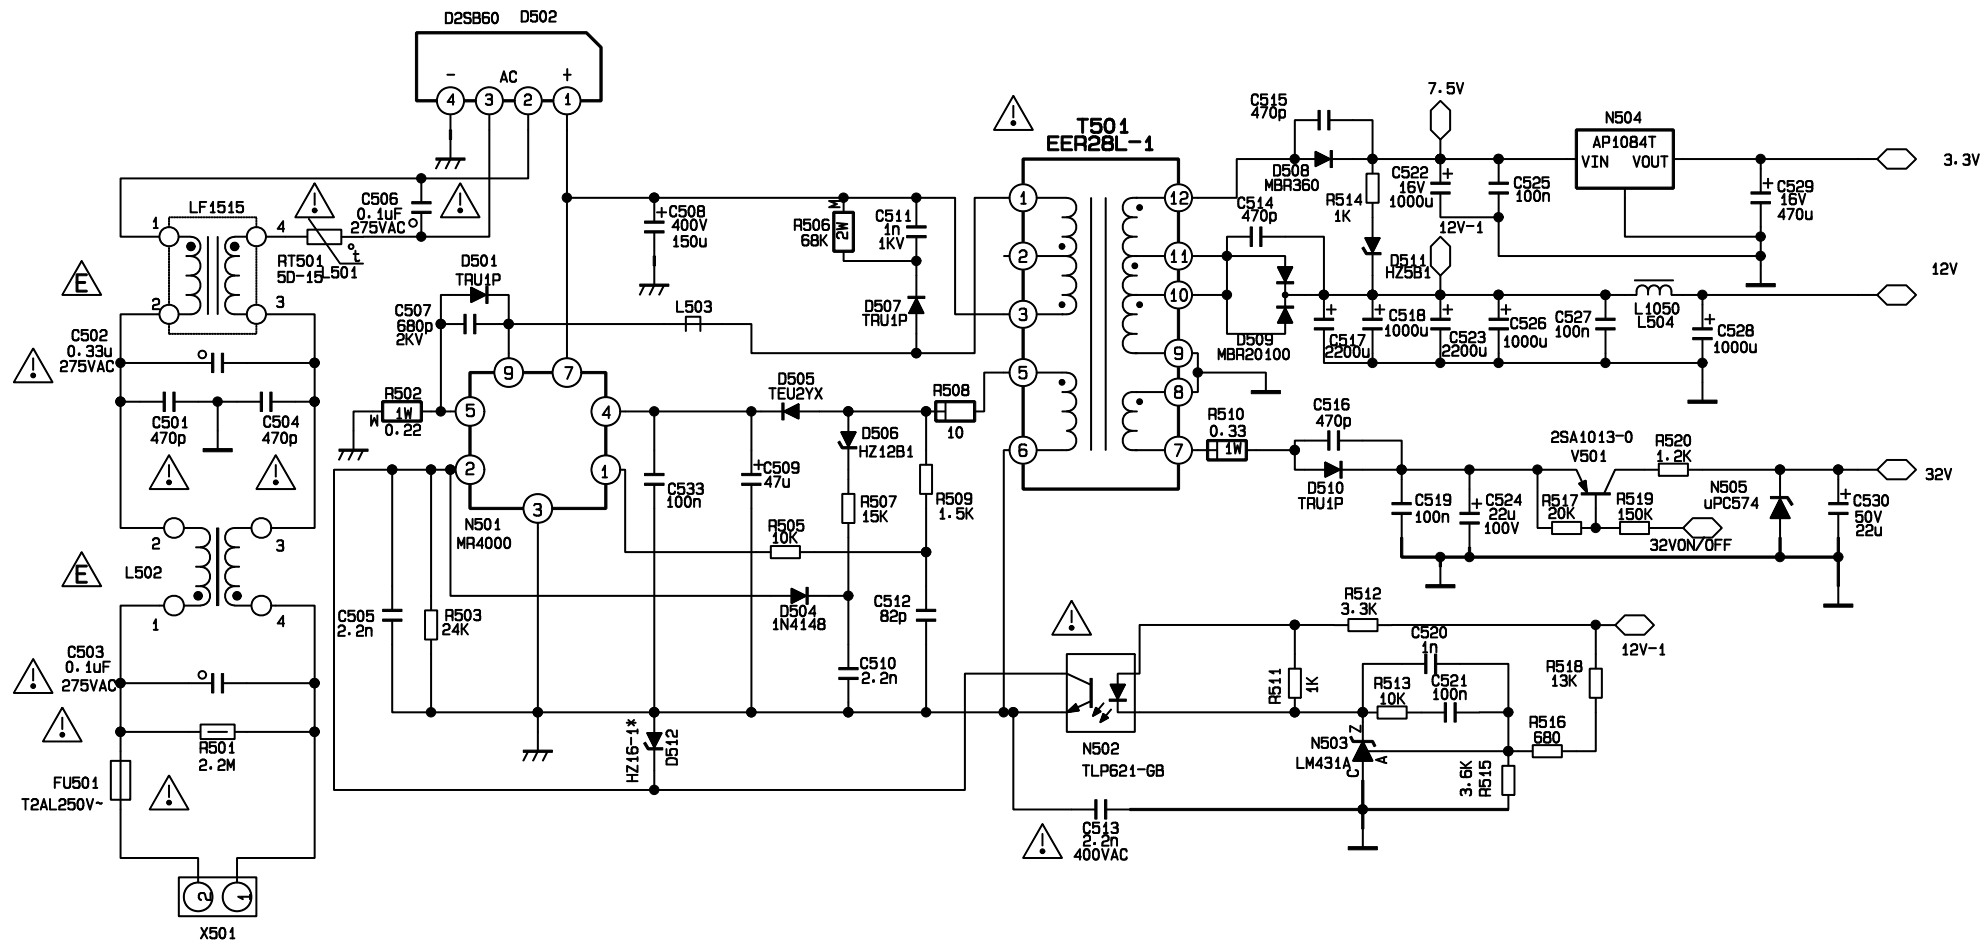 D2SB60 D502
- AC +
4 3 2 1
LF1515
1 4
2 3
C506
0.1uF
275VAC
RT501
5D-15
L501
t
E
C502
0.33u
275VAC
C501
470p
C504
470p
2 3
L502
1 4
E
C503
0.1uF
275VAC
R501
2.2M
FU501
T2AL250V~
2 1
X501
D501
TRU1P
C507
680p
2KV
L503
R502
1W
W 0.22
9 7
5 4
2 1
3
N501
MR4000
C508
400V
150u
R506
68K
W
2W
C511
1n
1KV
D507
TRU1P
D505
TEU2YX
R508
10
D506
HZ12B1
C533
100n
C509
47u
R507
15K
R509
1.5K
R505
10K
D504
1N4148
C512
82p
C505
2.2n
R503
24K
C510
2.2n
HZ16-1*
D512
T501
EER28L-1
1 12
2 11
3 10
9
5 8
6 7
C515
470p
D508
MBR360
C514
470p
R514
1K
D511
HZ5B1
7.5V
C522
16V
1000u
C525
100n
N504
AP1084T
VIN VOUT
3.3V
C529
16V
470u
12V-1
12V
D509
MBR20100
C517
2200u
C518
1000u
C523
2200u
C526
1000u
C527
100n
L1050
L504
C528
1000u
R510
0.33
1W
C516
470p
D510
TRU1P
C519
100n
C524
22u
100V
2SA1013-0
V501
R520
1.2K
R517
20K
R519
150K
32VON/OFF
N505
uPC574
C530
50V
22u
32V
N502
TLP621-GB
R512
3.3K
12V-1
R511
1K
C520
1n
R513
10K
C521
100n
R518
13K
R516
680
N503
LM431A
Z
A
C
3.6K
R515
C513
2.2n
400VAC